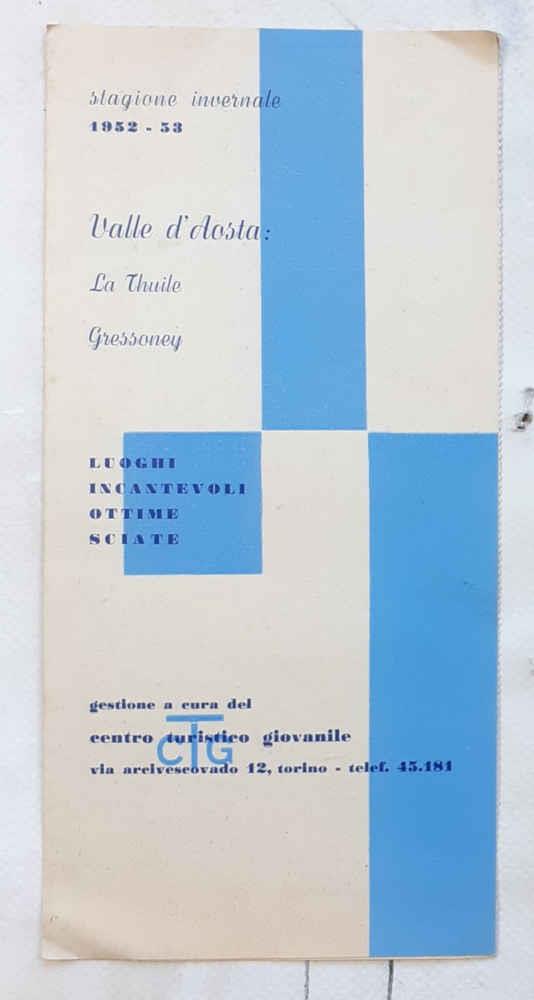 stagione invernale
1952 - 53
Valle d'Aosta:
La Thuile
Gressoney
LUOGHI
INCANTEVOLI
OTTIME
SCIATE
gestione a cura del
centro turistico giovanile
CTG
via arcivescovado 12, torino - telef. 45.181